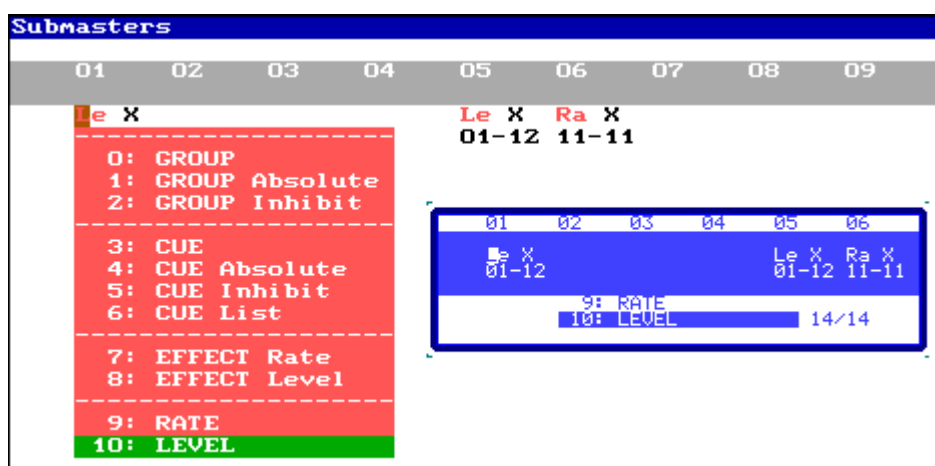 Submasters
01 02 03 04 05 06 07 08 09
Le X Le X Ra X
01-12 11-11
0: GROUP
1: GROUP Absolute
2: GROUP Inhibit
3: CUE
4: CUE Absolute
5: CUE Inhibit
6: CUE List
7: EFFECT Rate
8: EFFECT Level
9: RATE
10: LEVEL
01 02 03 04 05 06
Le X Le X Ra X
01-12 01-12 11-11
9: RATE
10: LEVEL 14/14